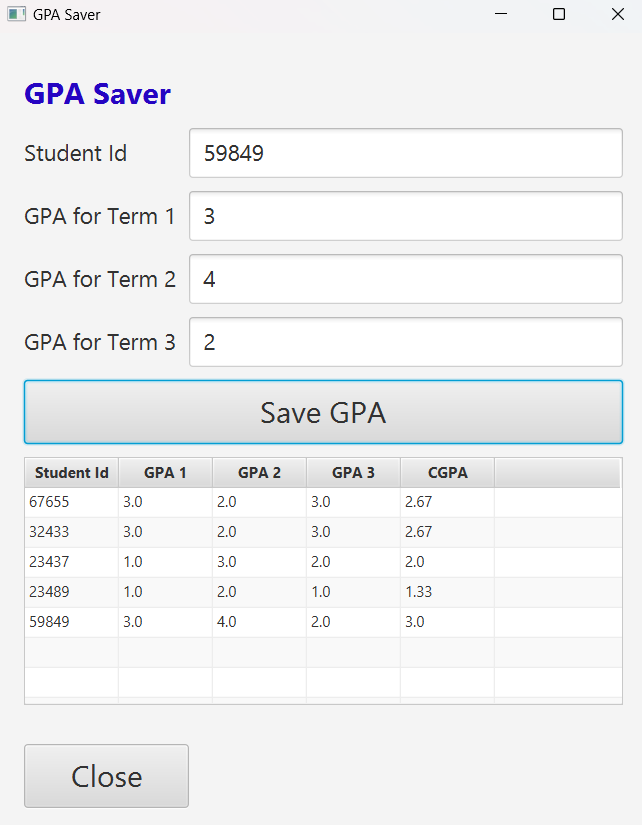 GPA Saver
GPA Saver
Student Id 59849
GPA for Term 1 3
GPA for Term 2 4
GPA for Term 3 2
Save GPA
Student Id GPA 1 GPA 2 GPA 3 CGPA
67655 3.0 2.0 3.0 2.67
32433 3.0 2.0 3.0 2.67
23437 1.0 3.0 2.0 2.0
23489 1.0 2.0 1.0 1.33
59849 3.0 4.0 2.0 3.0
Close